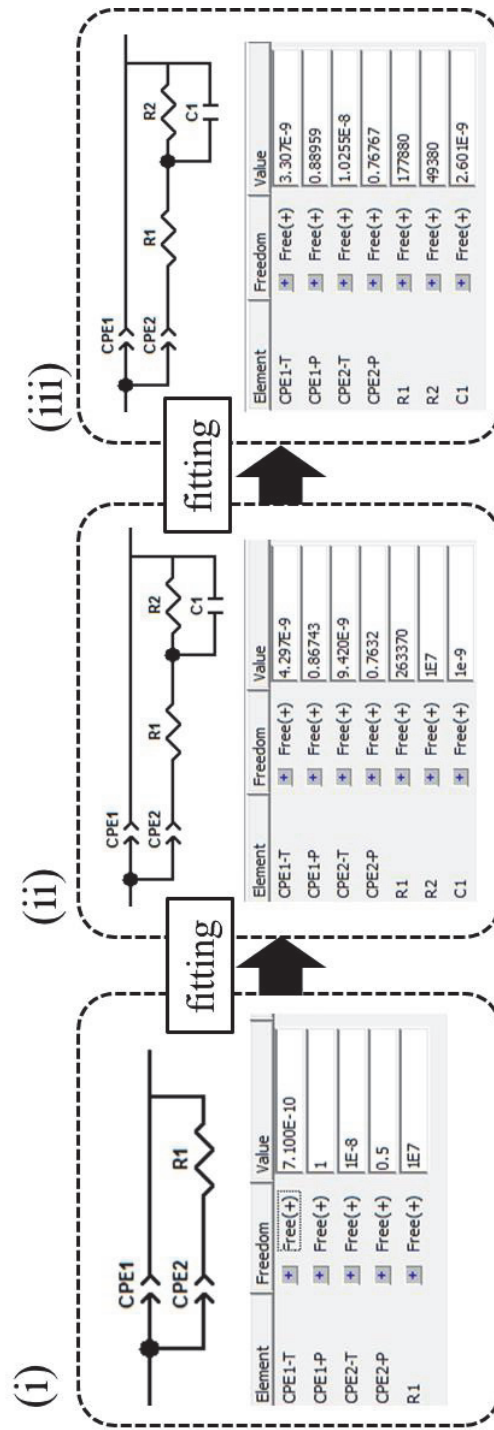 (i)
CPE1
CPE2
R1
Element Freedom Value
CPE1-T + Free(+) 7.100E-10
CPE1-P + Free(+) 1
CPE2-T + Free(+) 1E-8
CPE2-P + Free(+) 0.5
R1 + Free(+) 1E7
fitting
(ii)
CPE1
CPE2
R1
R2
C1
Element Freedom Value
CPE1-T + Free(+) 4.297E-9
CPE1-P + Free(+) 0.86743
CPE2-T + Free(+) 9.420E-9
CPE2-P + Free(+) 0.7632
R1 + Free(+) 263370
R2 + Free(+) 1E7
C1 + Free(+) 1e-9
fitting
(iii)
CPE1
CPE2
R1
R2
C1
Element Freedom Value
CPE1-T + Free(+) 3.307E-9
CPE1-P + Free(+) 0.88959
CPE2-T + Free(+) 1.0255E-8
CPE2-P + Free(+) 0.76767
R1 + Free(+) 177880
R2 + Free(+) 49380
C1 + Free(+) 2.601E-9